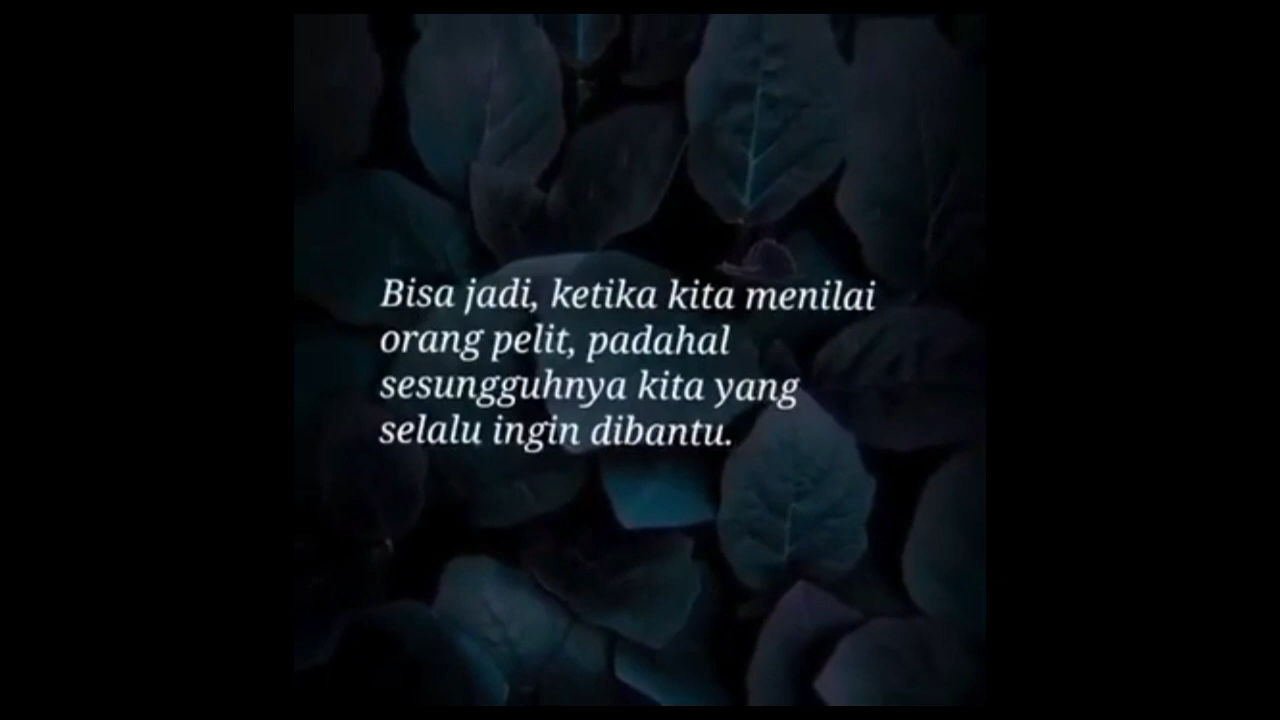 Bisa jadi, ketika kita menilai
orang pelit, padahal
sesungguhnya kita yang
selalu ingin dibantu.